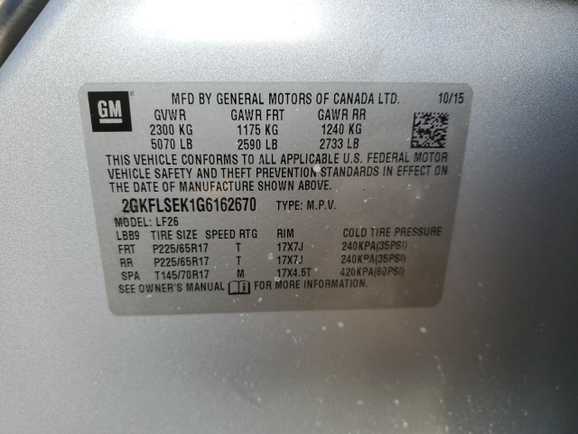 GM
MFD BY GENERAL MOTORS OF CANADA LTD. 10/15
GVWR GAWR FRT GAWR RR
2300 KG 1175 KG 1240 KG
5070 LB 2590 LB 2733 LB
THIS VEHICLE CONFORMS TO ALL APPLICABLE U.S. FEDERAL MOTOR
VEHICLE SAFETY AND THEFT PREVENTION STANDARDS IN EFFECT ON
THE DATE OF MANUFACTURE SHOWN ABOVE.
2GKFLSEK1G6162670 TYPE: M.P.V.
MODEL: LF26
LBB9 TIRE SIZE SPEED RTG RIM COLD TIRE PRESSURE
FRT P225/65R17 T 17X7J 240KPA(35PSI)
RR P225/65R17 T 17X7J 240KPA(35PSI)
SPA T145/70R17 M 17X4.5T 420KPA(60PSI)
SEE OWNER'S MANUAL FOR MORE INFORMATION.